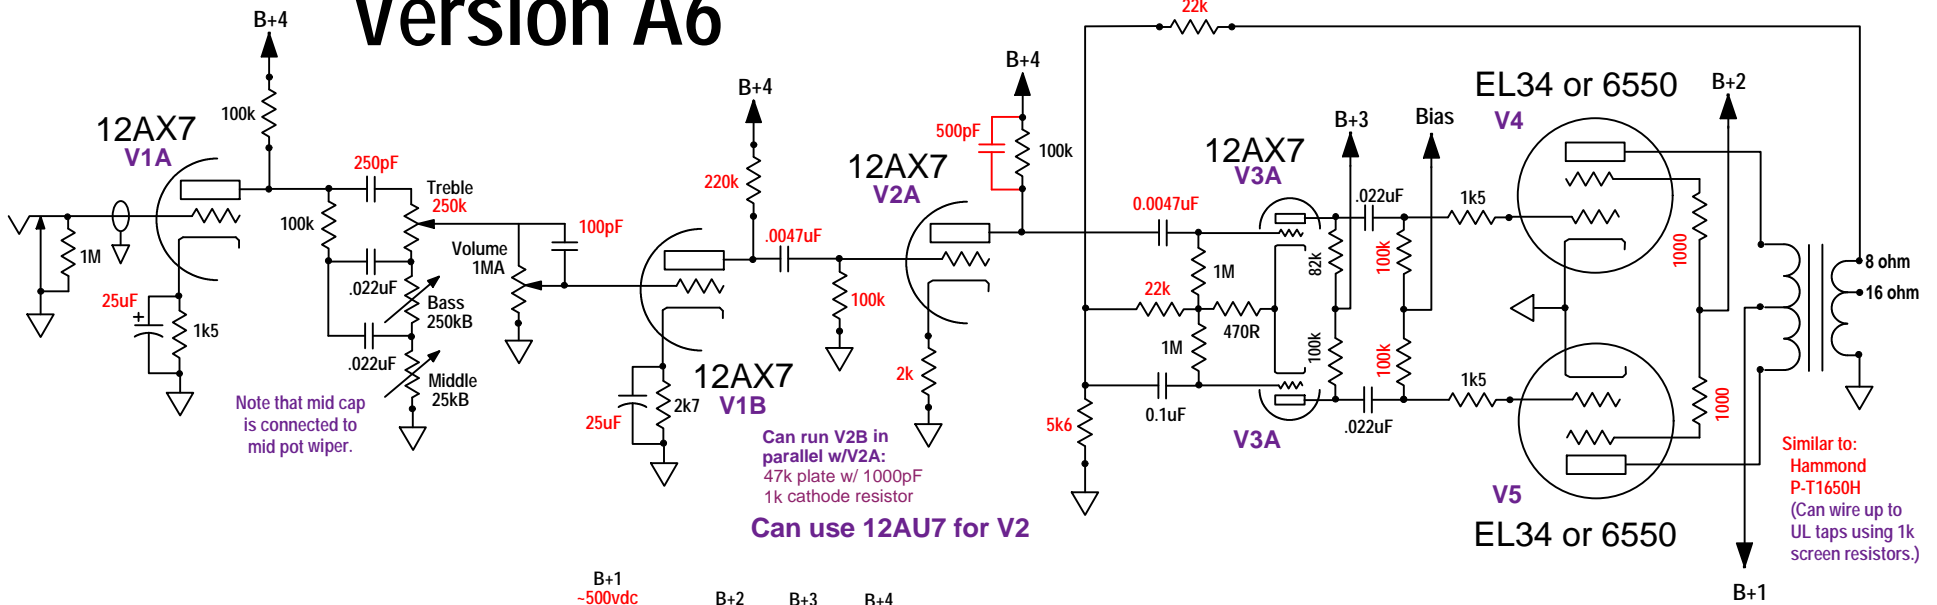 Version A6
22k
B+4
B+4
B+4
EL34 or 6550
B+2
V4
B+3
Bias
12AX7
V1A
100k
250pF
Treble
250k
100k
1M
25uF
+
1k5
.022uF
Bass
250kB
.022uF
Middle
25kB
Note that mid cap
is connected to
mid pot wiper.
Volume
1MA
100pF
220k
.0047uF
12AX7
V1B
25uF
2k7
100k
12AX7
V2A
500pF
100k
2k
Can run V2B in
parallel w/V2A:
47k plate w/ 1000pF
1k cathode resistor
Can use 12AU7 for V2
0.0047uF
12AX7
V3A
.022uF
1k5
1M
82k
100k
22k
470R
1M
100k
100k
0.1uF
5k6
V3A
.022uF
1k5
1000
1000
8 ohm
16 ohm
V5
EL34 or 6550
Similar to:
Hammond
P-T1650H
(Can wire up to
UL taps using 1k
screen resistors.)
B+1
B+1
~500vdc
B+2
B+3
B+4